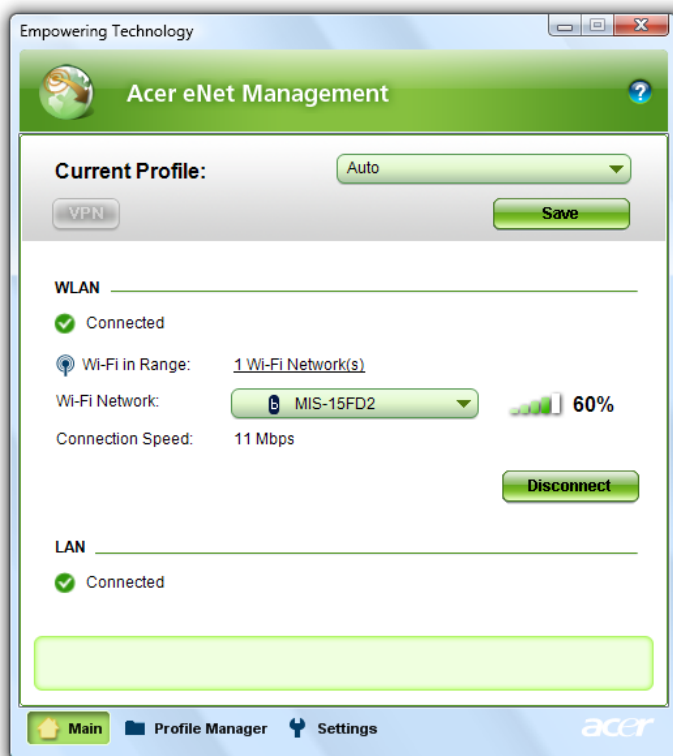 Empowering Technology
Acer eNet Management
?
Current Profile:
Auto
VPN
Save
WLAN
Connected
Wi-Fi in Range: 1 Wi-Fi Network(s)
Wi-Fi Network: b MIS-15FD2 60%
Connection Speed: 11 Mbps
Disconnect
LAN
Connected
Main Profile Manager Settings
acer